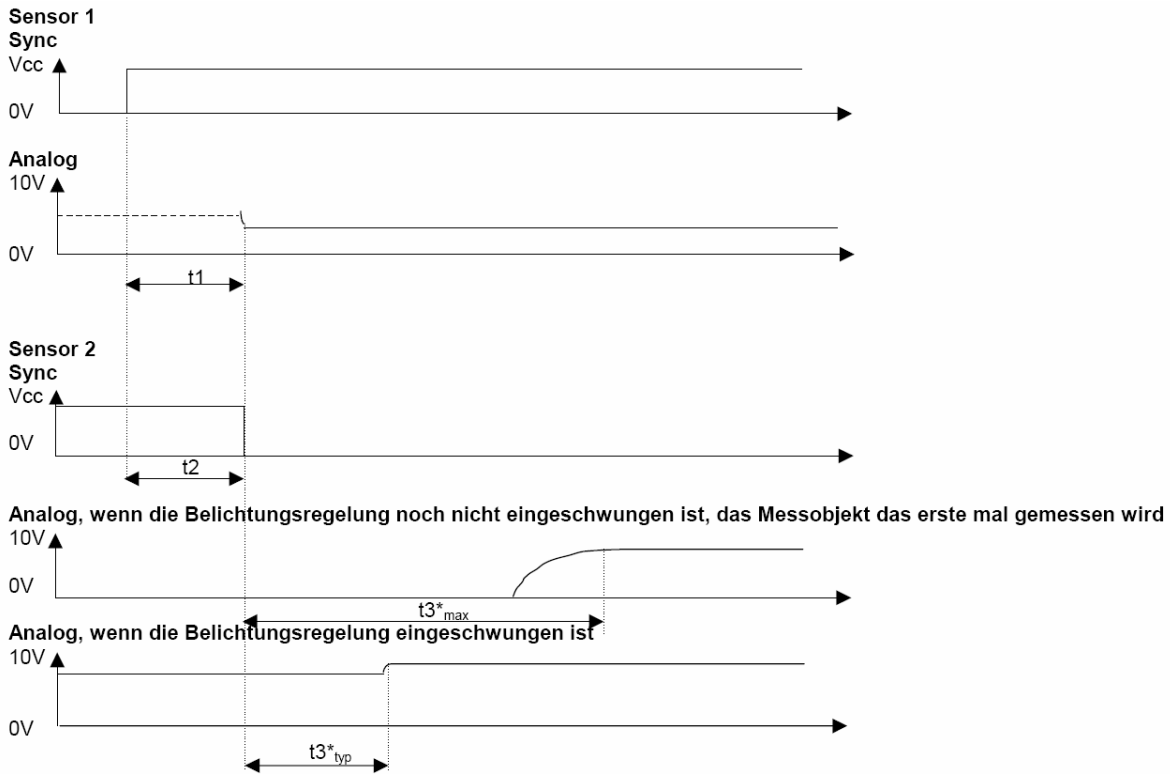 Sensor 1
Sync
Vcc
0V
Analog
10V
0V
t1
Sensor 2
Sync
Vcc
0V
t2
Analog, wenn die Belichtungsregelung noch nicht eingeschwungen ist, das Messobjekt das erste mal gemessen wird
10V
0V
t3*max
Analog, wenn die Belichtungsregelung eingeschwungen ist
10V
0V
t3*typ